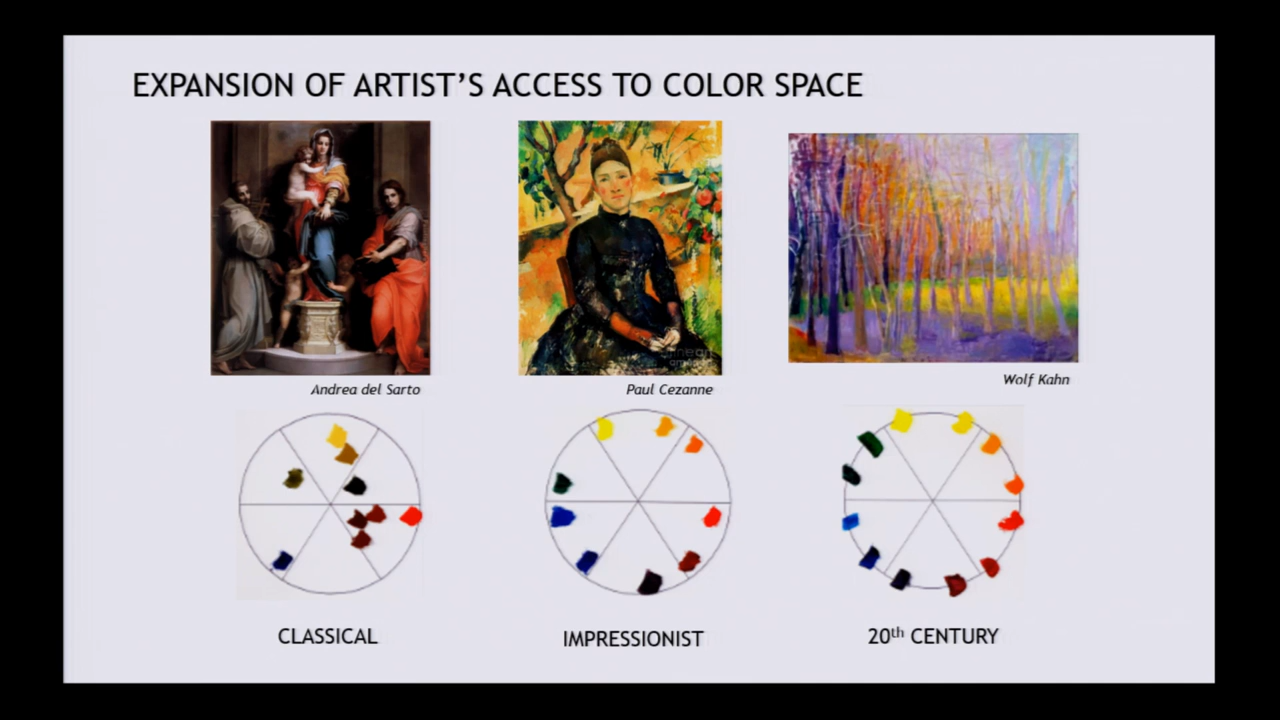 EXPANSION OF ARTIST'S ACCESS TO COLOR SPACE
Andrea del Sarto
Paul Cezanne
Wolf Kahn
CLASSICAL
IMPRESSIONIST
20th CENTURY